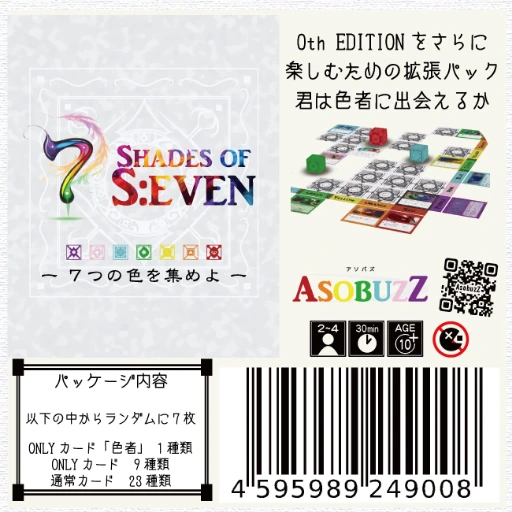 0th EDITIONをさらに
楽しむための拡張パック
君は色者に出会えるか
7 SHADES OF
S:EVEN
～７つの色を集めよ～
アソバズ
ASOBUZZ
AsobuzZ
2~4
30min
AGE
10+
パッケージ内容
以下の中からランダムに７枚
ONLYカード「色者」 1種類
ONLYカード 9種類
通常カード 23種類
4 595989 249008